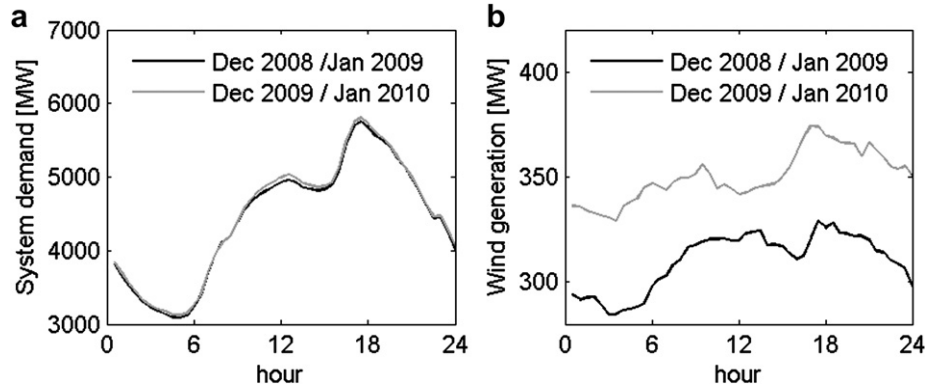 a
7000
6000
5000
4000
3000
System demand [MW]
Dec 2008 /Jan 2009
Dec 2009 / Jan 2010
0
6
12
18
24
hour
b
400
350
300
Wind generation [MW]
Dec 2008 / Jan 2009
Dec 2009 / Jan 2010
0
6
12
18
24
hour